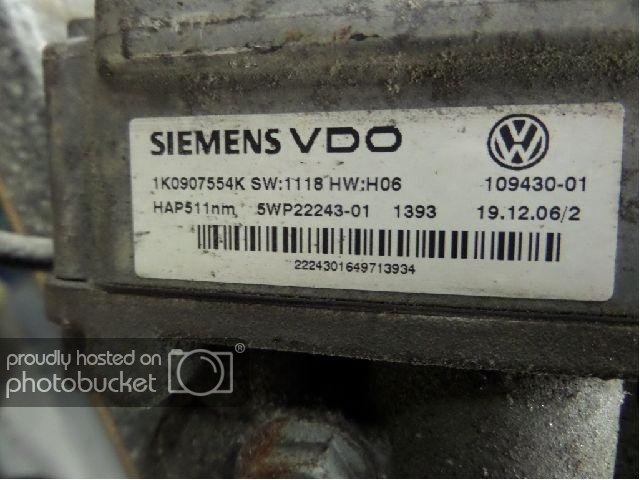 SIEMENS VDO
1K0907554K SW:1118 HW:H06 109430-01
HAP511nm 5WP22243-01 1393 19.12.06/2
2224301649713934
proudly hosted on
photobucket